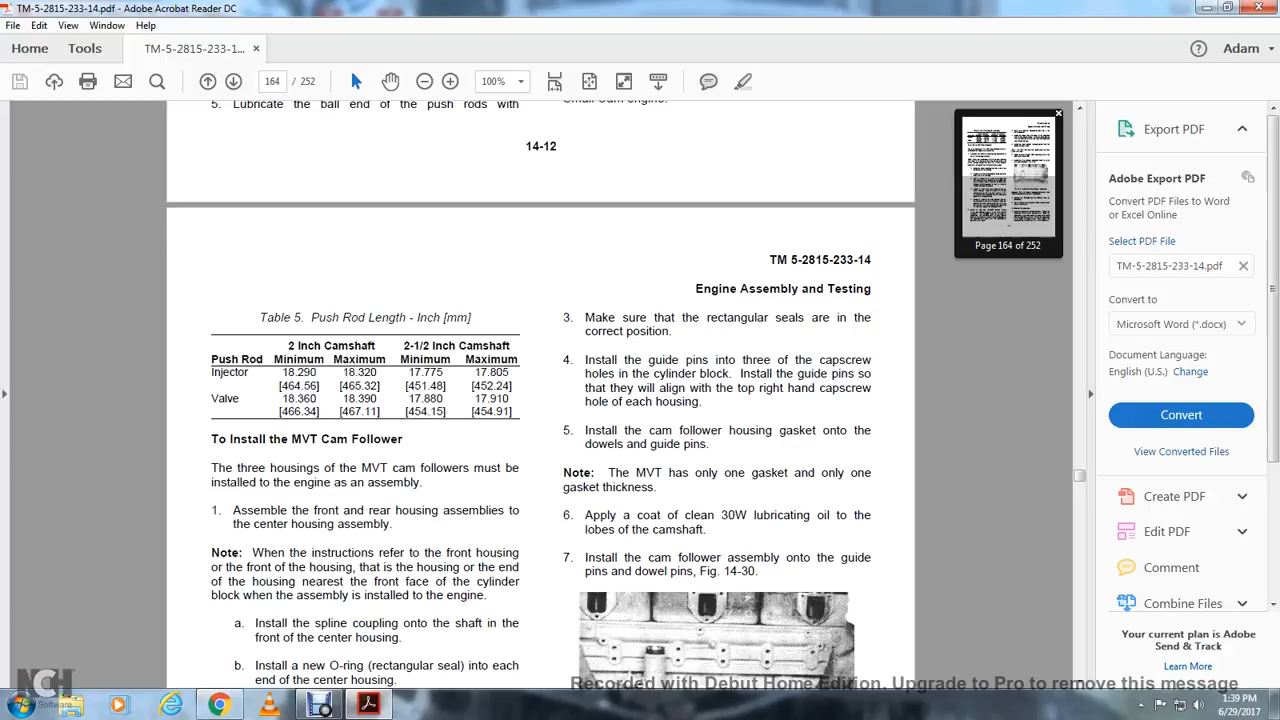 TM-5-2815-233-14.pdf - Adobe Acrobat Reader DC
File Edit View Window Help
Home Tools TM-5-2815-233-1... Adam
164 / 252 100%
5. Lubricate the ball end of the push rods with
Small Cam engine.
14-12
TM 5-2815-233-14
Engine Assembly and Testing
Table 5. Push Rod Length - Inch [mm]
2 Inch Camshaft 2-1/2 Inch Camshaft
Push Rod Minimum Maximum Minimum Maximum
Injector 18.290 18.320 17.775 17.805
[464.56] [465.32] [451.48] [452.24]
Valve 18.360 18.390 17.880 17.910
[466.34] [467.11] [454.15] [454.91]
To Install the MVT Cam Follower
The three housings of the MVT cam followers must be
installed to the engine as an assembly.
1. Assemble the front and rear housing assemblies to
the center housing assembly.
Note: When the instructions refer to the front housing
or the front of the housing, that is the housing or the end
of the housing nearest the front face of the cylinder
block when the assembly is installed to the engine.
a. Install the spline coupling onto the shaft in the
front of the center housing.
b. Install a new O-ring (rectangular seal) into each
end of the center housing.
3. Make sure that the rectangular seals are in the
correct position.
4. Install the guide pins into three of the capscrew
holes in the cylinder block. Install the guide pins so
that they will align with the top right hand capscrew
hole of each housing.
5. Install the cam follower housing gasket onto the
dowels and guide pins.
Note: The MVT has only one gasket and only one
gasket thickness.
6. Apply a coat of clean 30W lubricating oil to the
lobes of the camshaft.
7. Install the cam follower assembly onto the guide
pins and dowel pins, Fig. 14-30.
Page 164 of 252
Export PDF
Adobe Export PDF
Convert PDF Files to Word
or Excel Online
Select PDF File
TM-5-2815-233-14.pdf
Convert to
Microsoft Word (*.docx)
Document Language:
English (U.S.) Change
Convert
View Converted Files
Create PDF
Edit PDF
Comment
Combine Files
Your current plan is Adobe
Send & Track
Learn More
Recorded with Debut Home Edition. Upgrade to Pro to remove this message
NCH
Software
1:39 PM
6/29/2017